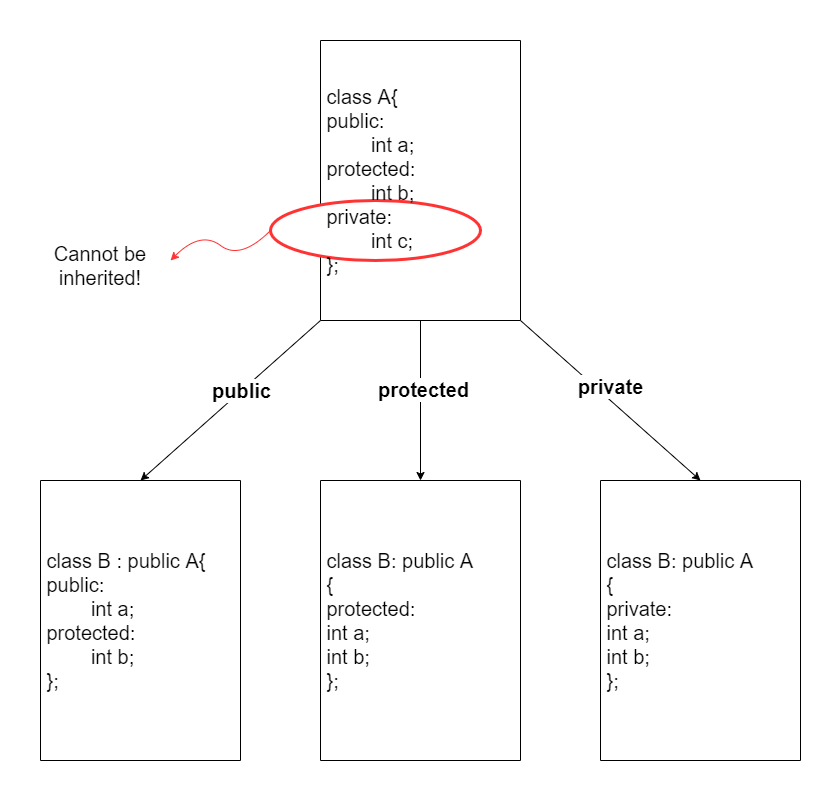 class A{
public:
int a;
protected:
int b;
private:
int c;
};
Cannot be
inherited!
public
protected
private
class B : public A{
public:
int a;
protected:
int b;
};
class B: public A
{
protected:
int a;
int b;
};
class B: public A
{
private:
int a;
int b;
};